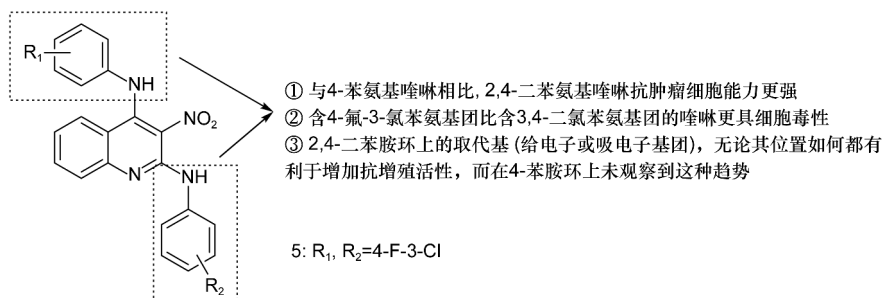 R1
NH
NO2
N
NH
R2
① 与4-苯氨基喹啉相比, 2,4-二苯氨基喹啉抗肿瘤细胞能力更强
② 含4-氟-3-氯苯氨基团比含3,4-二氯苯氨基团的喹啉更具细胞毒性
③ 2,4-二苯胺环上的取代基 (给电子或吸电子基团)，无论其位置如何都有
利于增加抗增殖活性，而在4-苯胺环上未观察到这种趋势
5: R1, R2=4-F-3-Cl